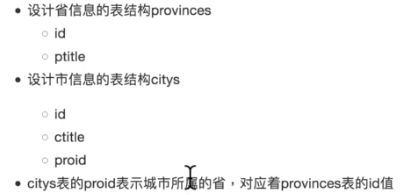 设计省信息的表结构provinces
id
ptitle
设计市信息的表结构citys
id
ctitle
proid
citys表的proid表示城市所属的省，对应着provinces表的id值